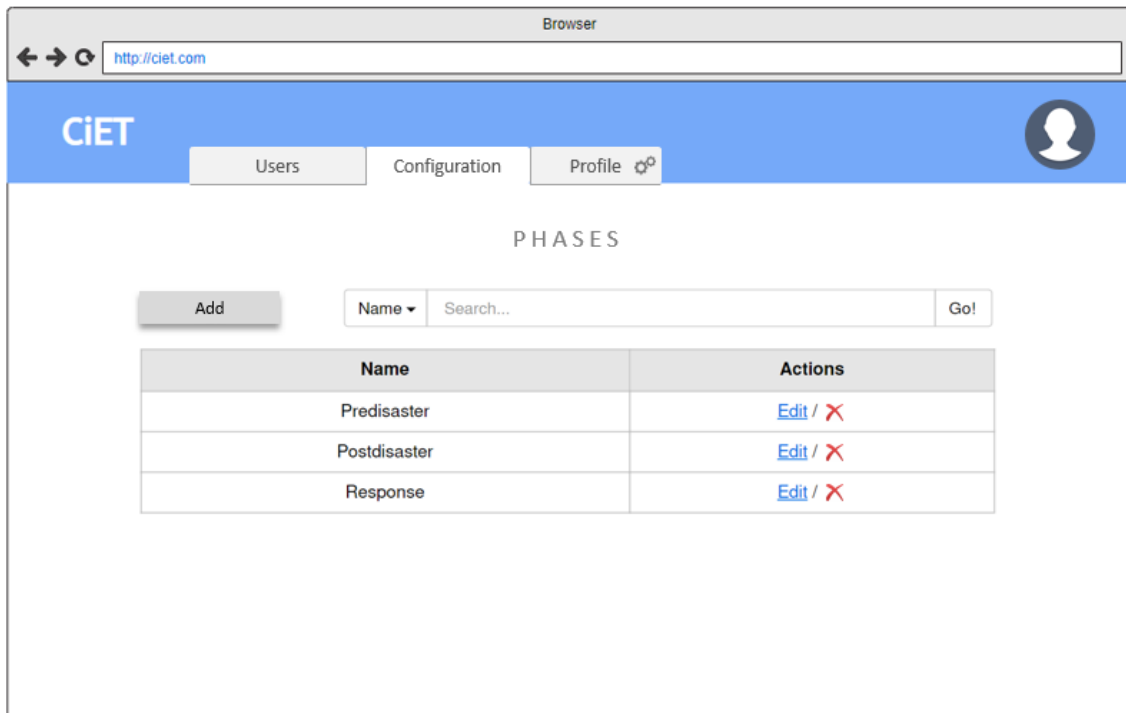 Browser
http://ciet.com
CiET
Users Configuration Profile
PHASES
Add Name Search... Go!
Name Actions
Predisaster Edit /
Postdisaster Edit /
Response Edit /